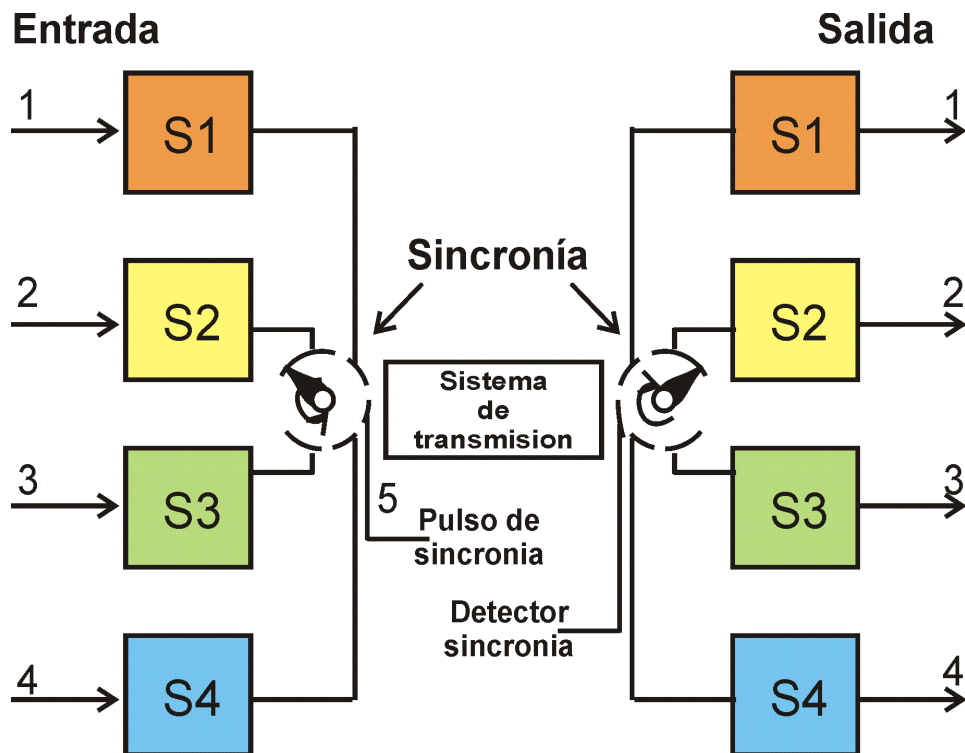 Entrada
Salida
1
S1
S1
1
Sincronía
2
S2
S2
2
Sistema
de
transmision
3
S3
5
S3
3
Pulso de
sincronia
Detector
sincronia
4
S4
S4
4